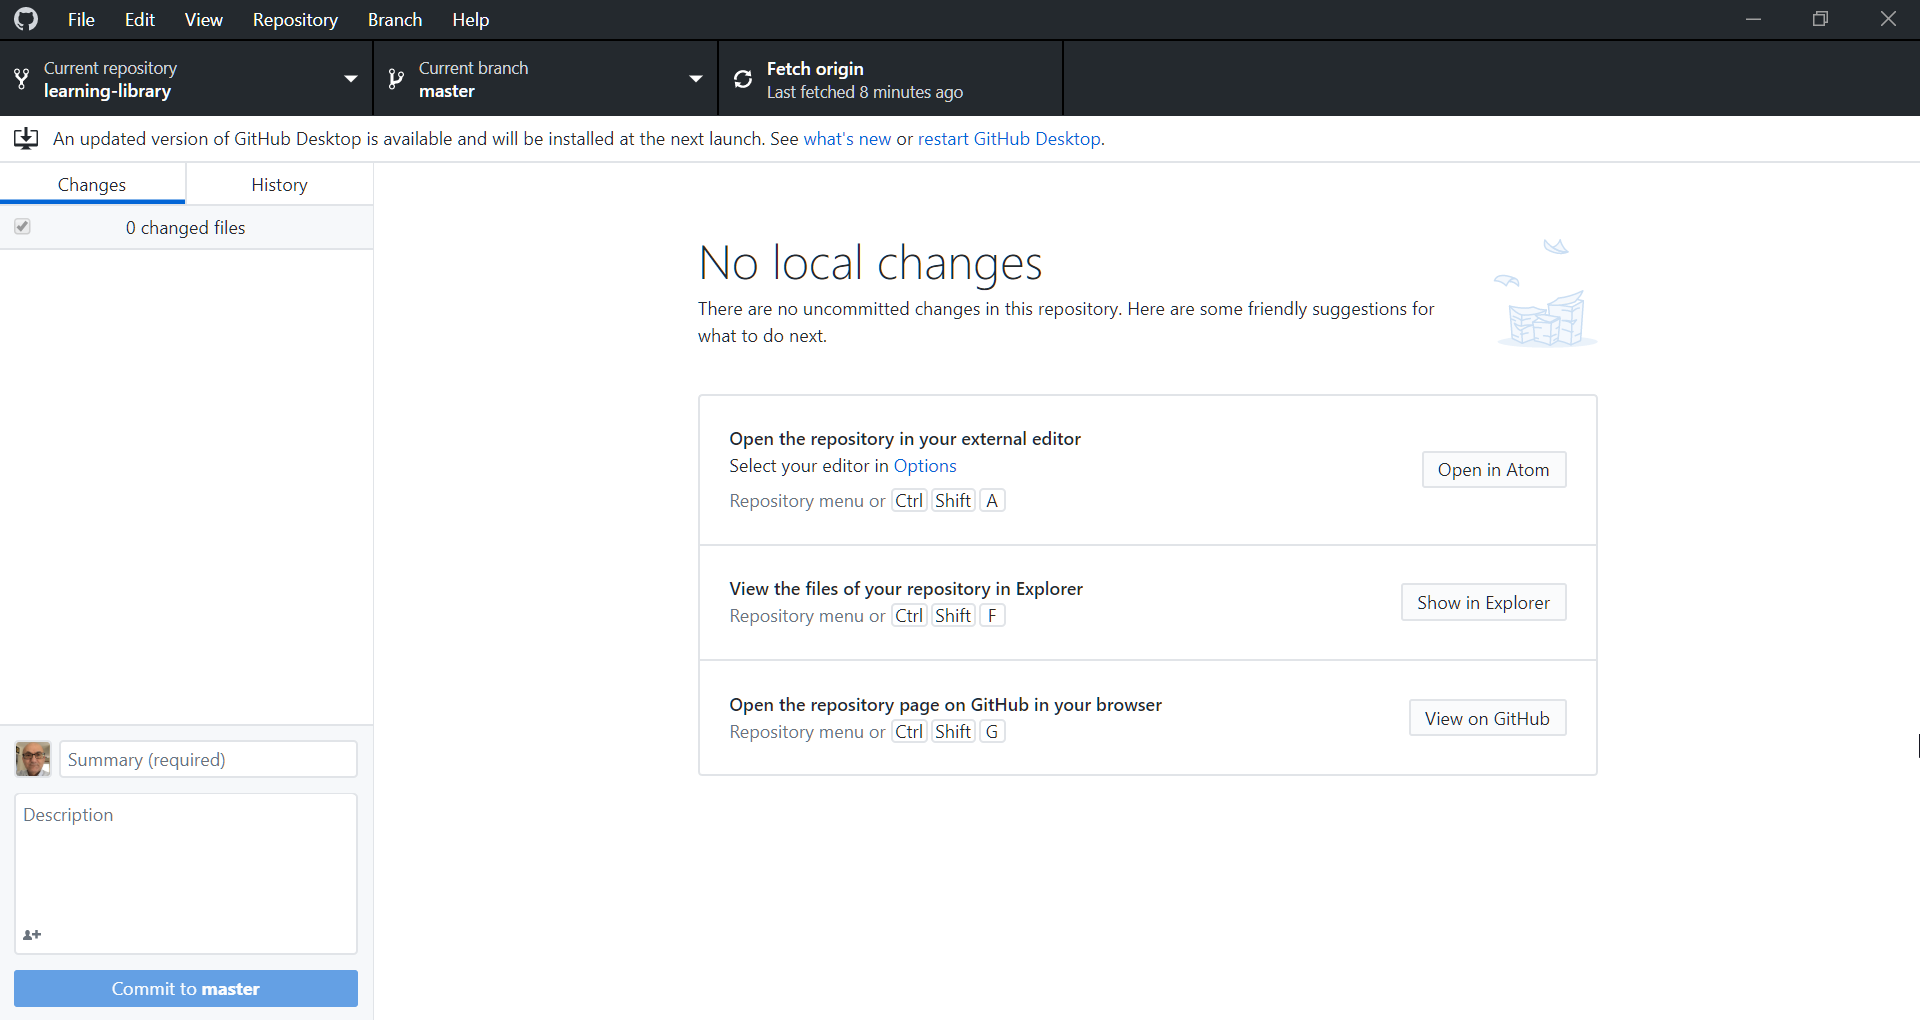 File Edit View Repository Branch Help
Current repository
learning-library
Current branch
master
Fetch origin
Last fetched 8 minutes ago
An updated version of GitHub Desktop is available and will be installed at the next launch. See what's new or restart GitHub Desktop.
Changes
History
0 changed files
No local changes
There are no uncommitted changes in this repository. Here are some friendly suggestions for
what to do next.
Open the repository in your external editor
Select your editor in Options
Repository menu or Ctrl Shift A
Open in Atom
View the files of your repository in Explorer
Repository menu or Ctrl Shift F
Show in Explorer
Open the repository page on GitHub in your browser
Repository menu or Ctrl Shift G
View on GitHub
Summary (required)
Description
Commit to master